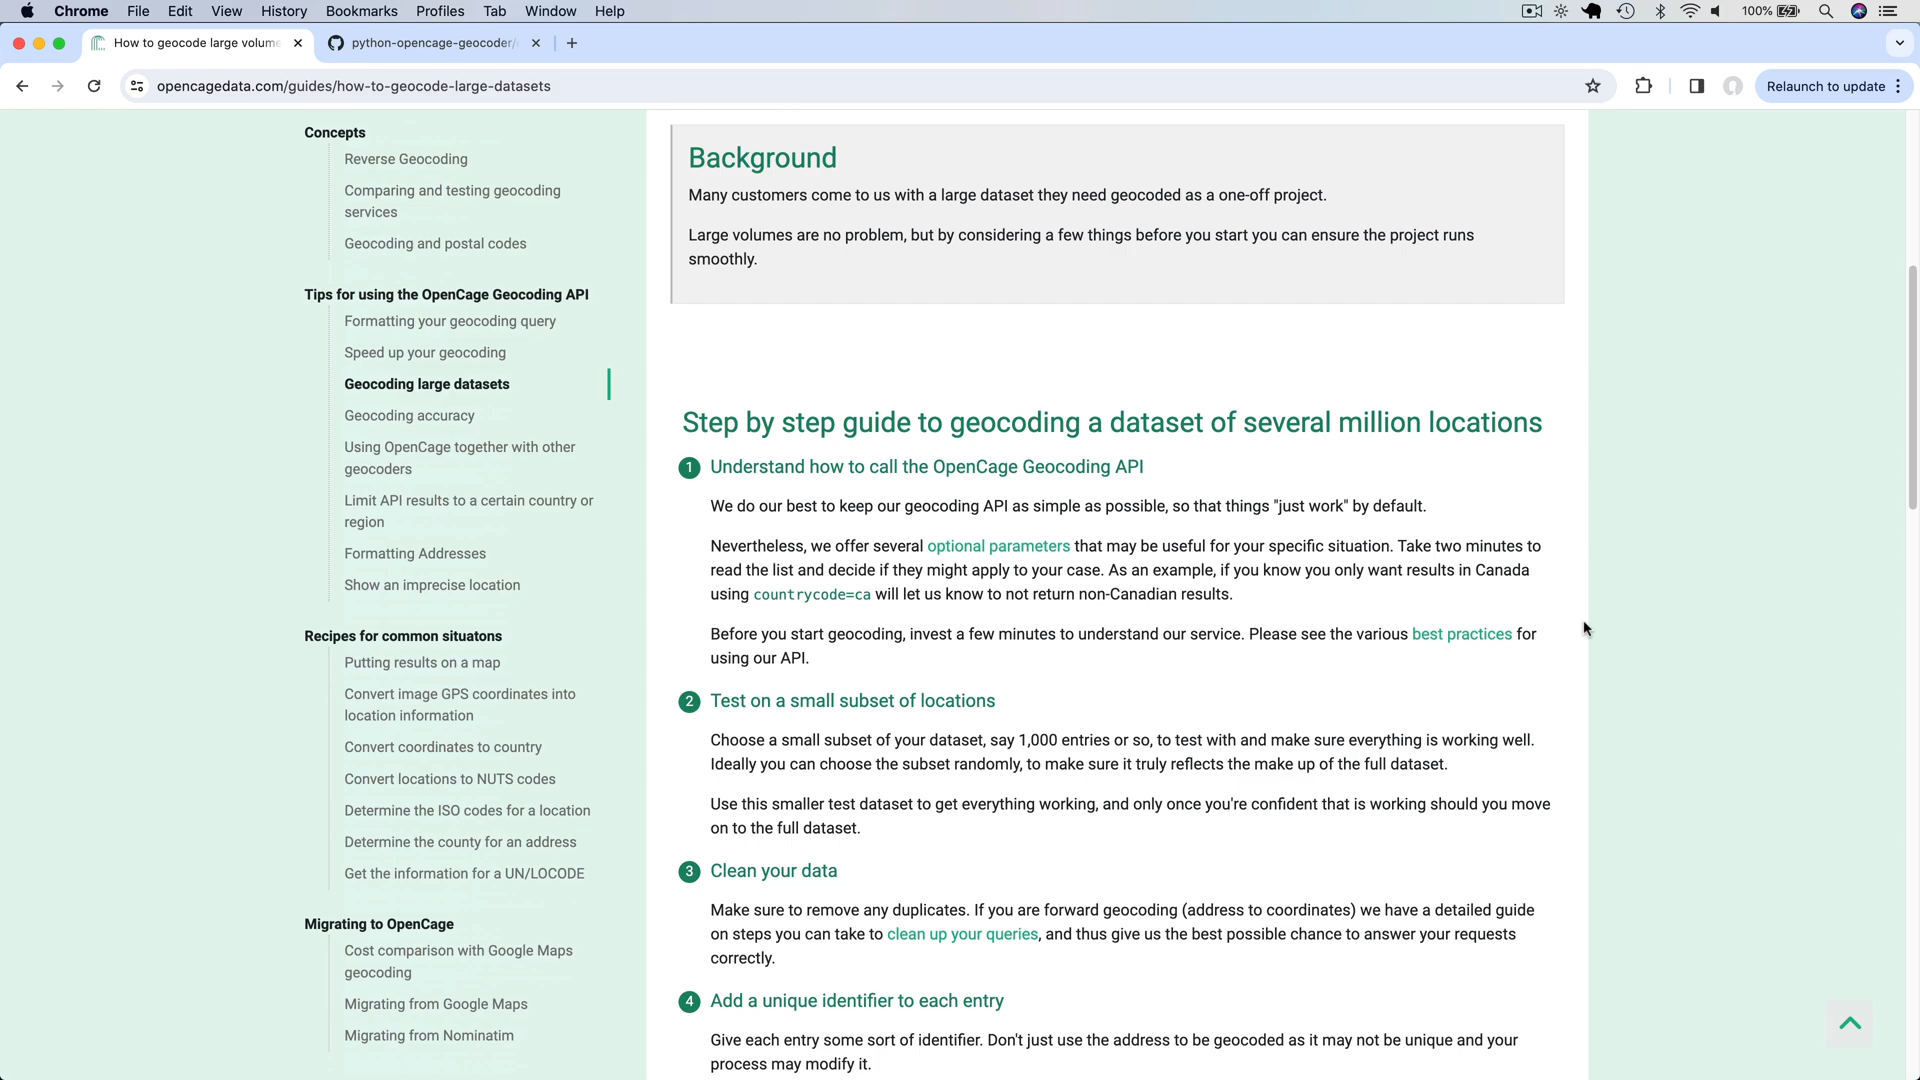 Chrome File Edit View History Bookmarks Profiles Tab Window Help 100%
How to geocode large volume python-opencage-geocoder/
opencagedata.com/guides/how-to-geocode-large-datasets Relaunch to update
Concepts
Reverse Geocoding
Comparing and testing geocoding
services
Geocoding and postal codes
Tips for using the OpenCage Geocoding API
Formatting your geocoding query
Speed up your geocoding
Geocoding large datasets
Geocoding accuracy
Using OpenCage together with other
geocoders
Limit API results to a certain country or
region
Formatting Addresses
Show an imprecise location
Recipes for common situatons
Putting results on a map
Convert image GPS coordinates into
location information
Convert coordinates to country
Convert locations to NUTS codes
Determine the ISO codes for a location
Determine the county for an address
Get the information for a UN/LOCODE
Migrating to OpenCage
Cost comparison with Google Maps
geocoding
Migrating from Google Maps
Migrating from Nominatim
Background
Many customers come to us with a large dataset they need geocoded as a one-off project.
Large volumes are no problem, but by considering a few things before you start you can ensure the project runs
smoothly.
Step by step guide to geocoding a dataset of several million locations
1 Understand how to call the OpenCage Geocoding API
We do our best to keep our geocoding API as simple as possible, so that things "just work" by default.
Nevertheless, we offer several optional parameters that may be useful for your specific situation. Take two minutes to
read the list and decide if they might apply to your case. As an example, if you know you only want results in Canada
using countrycode=ca will let us know to not return non-Canadian results.
Before you start geocoding, invest a few minutes to understand our service. Please see the various best practices for
using our API.
2 Test on a small subset of locations
Choose a small subset of your dataset, say 1,000 entries or so, to test with and make sure everything is working well.
Ideally you can choose the subset randomly, to make sure it truly reflects the make up of the full dataset.
Use this smaller test dataset to get everything working, and only once you're confident that is working should you move
on to the full dataset.
3 Clean your data
Make sure to remove any duplicates. If you are forward geocoding (address to coordinates) we have a detailed guide
on steps you can take to clean up your queries, and thus give us the best possible chance to answer your requests
correctly.
4 Add a unique identifier to each entry
Give each entry some sort of identifier. Don't just use the address to be geocoded as it may not be unique and your
process may modify it.